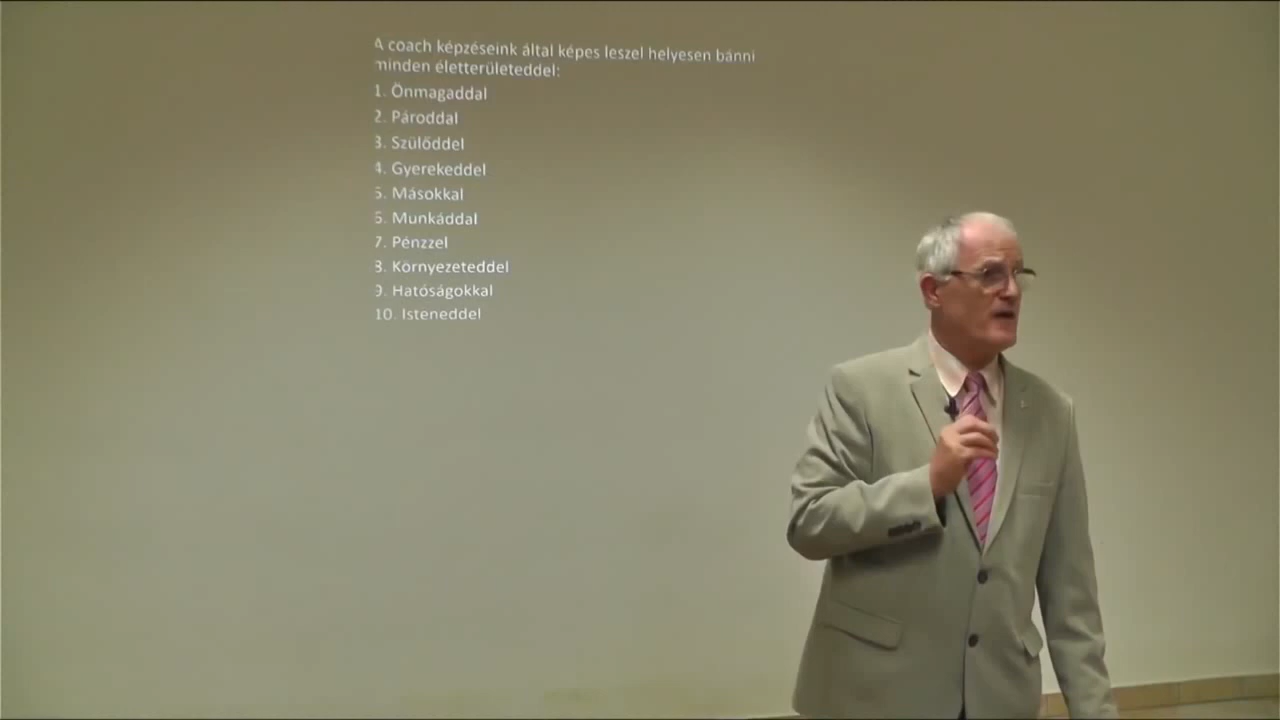 A coach képzéseink által képes leszel helyesen bánni
minden életterületeddel:
1. Önmagaddal
2. Pároddal
3. Szülőddel
4. Gyerekeddel
5. Másokkal
6. Munkáddal
7. Pénzzel
8. Környezeteddel
9. Hatóságokkal
10. Isteneddel